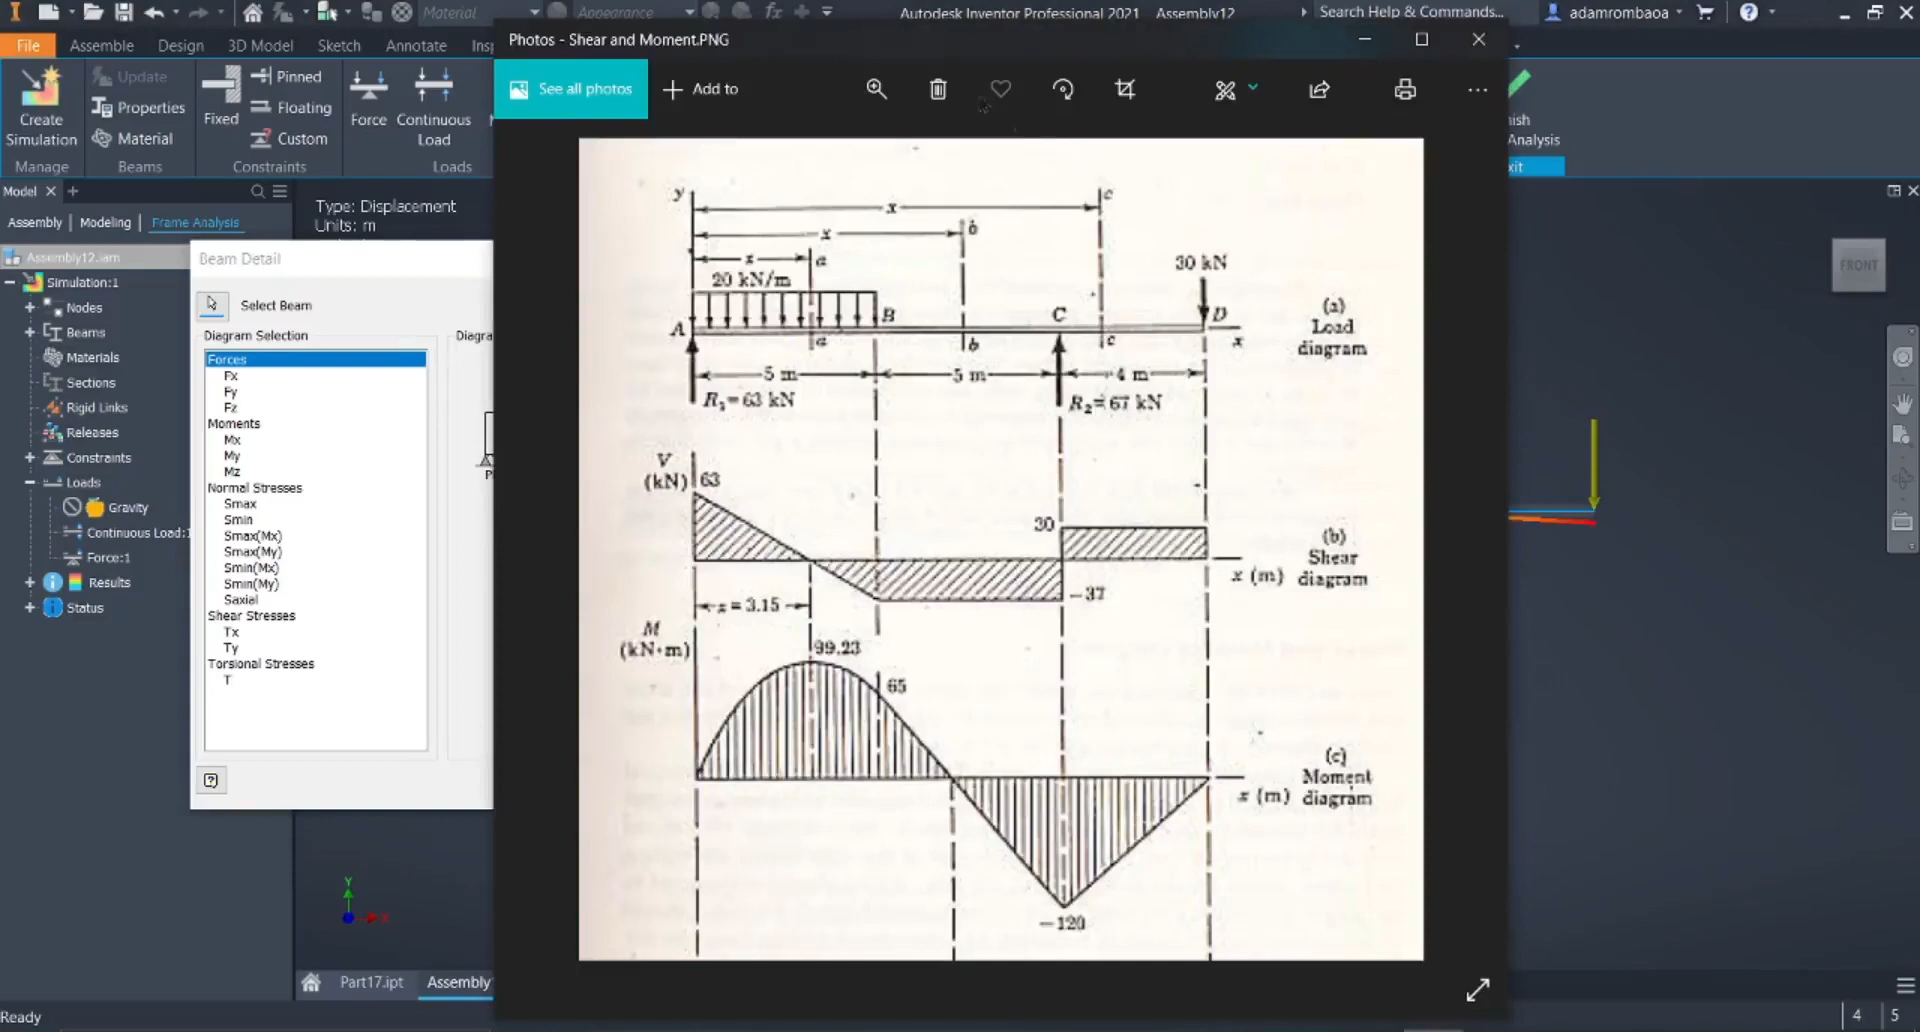 Material
Appearance
fx
Autodesk Inventor Professional 2021 Assembly12
Search Help & Commands...
adamrombaoa
File
Assemble
Design
3D Model
Sketch
Annotate
Photos - Shear and Moment.PNG
Create
Simulation
Manage
Update
Properties
Material
Beams
Fixed
Pinned
Floating
Custom
Constraints
Force
Continuous
Load
Loads
See all photos
Add to
Analysis
Model
Assembly
Modeling
Frame Analysis
Type: Displacement
Units: m
Assembly12.iam
Simulation:1
Nodes
Beams
Materials
Sections
Rigid Links
Releases
Constraints
Loads
Gravity
Continuous Load:1
Force:1
Results
Status
Beam Detail
Select Beam
Diagram Selection
Diagra
Forces
Fx
Fy
Fz
Moments
Mx
My
Mz
Normal Stresses
Smax
Smin
Smax(Mx)
Smax(My)
Smin(Mx)
Smin(My)
Saxial
Shear Stresses
Tx
Ty
Torsional Stresses
T
y
x
c
x
b
x
a
20 kN/m
30 kN
A
B
C
D
x
a
b
c
(a)
Load
diagram
5 m
5 m
4 m
R₁=63 kN
R₂=67 kN
V
(kN)
63
30
(b)
Shear
diagram
x (m)
-37
x = 3.15
M
(kN·m)
99.23
65
(c)
Moment
diagram
x (m)
-120
FRONT
Y
X
Part17.ipt
Assembly
Ready
4
5